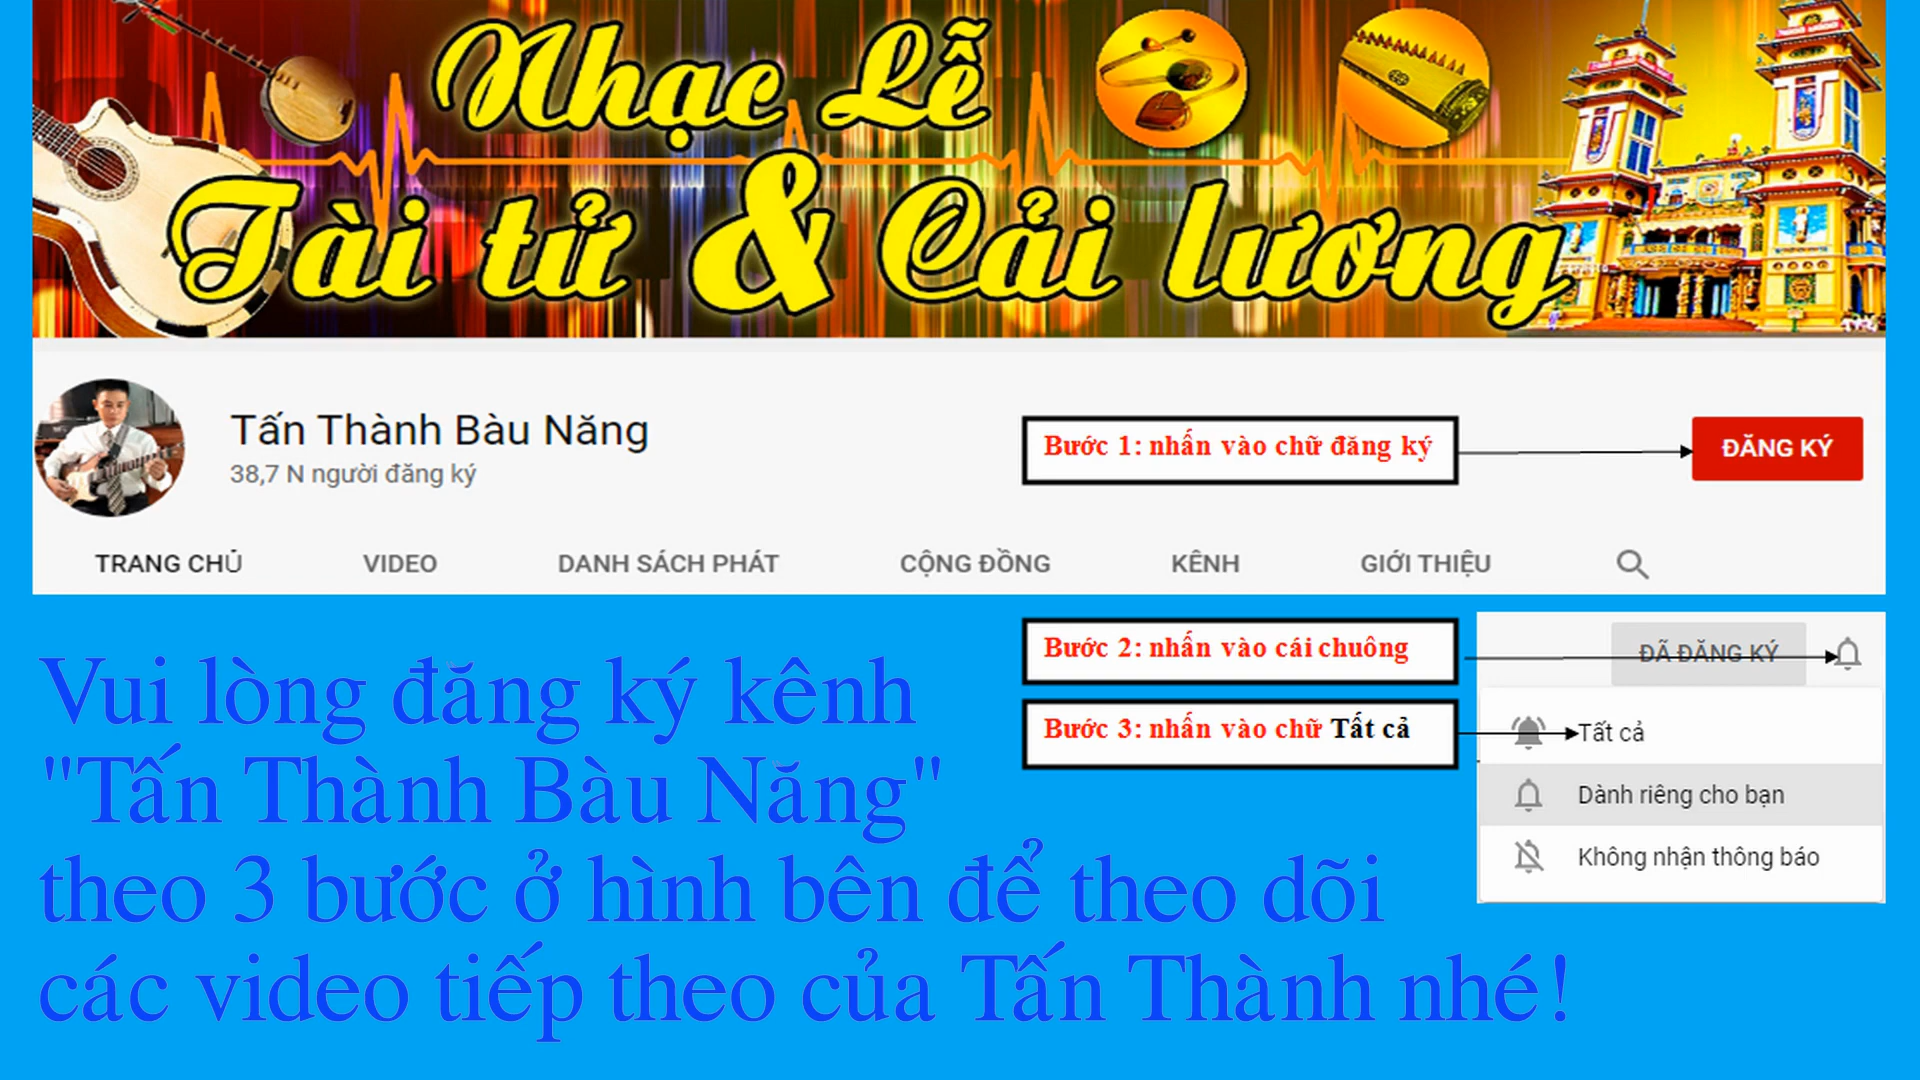 Nhạc Lễ
Tài tử & Cải lương
Tấn Thành Bàu Năng
38,7 N người đăng ký
Bước 1: nhấn vào chữ đăng ký
ĐĂNG KÝ
TRANG CHỦ VIDEO DANH SÁCH PHÁT CỘNG ĐỒNG KÊNH GIỚI THIỆU
Bước 2: nhấn vào cái chuông
ĐÃ ĐĂNG KÝ
Bước 3: nhấn vào chữ Tất cả
Tất cả
Dành riêng cho bạn
Không nhận thông báo
Vui lòng đăng ký kênh
"Tấn Thành Bàu Năng"
theo 3 bước ở hình bên để theo dõi
các video tiếp theo của Tấn Thành nhé!